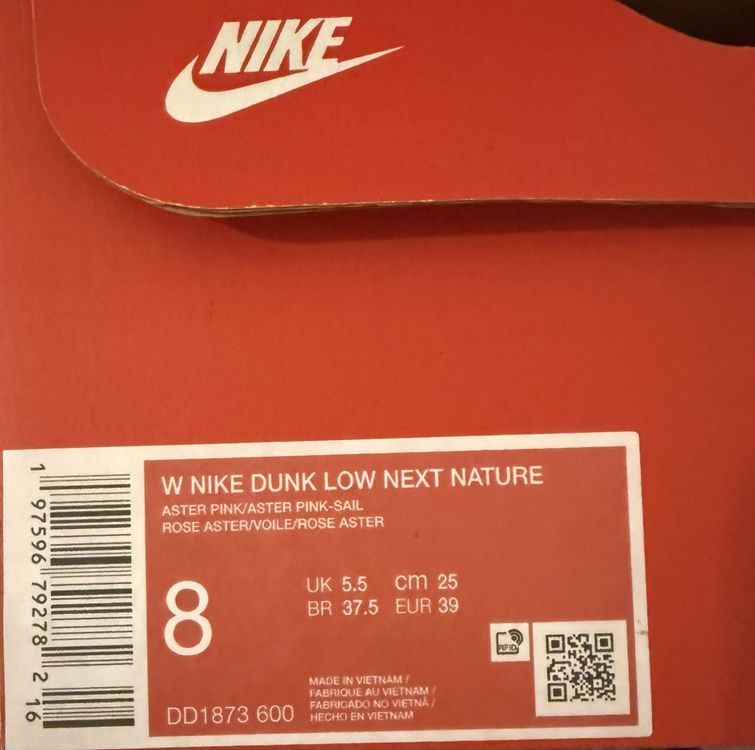 NIKE
W NIKE DUNK LOW NEXT NATURE
ASTER PINK/ASTER PINK-SAIL
ROSE ASTER/VOILE/ROSE ASTER
8
UK 5.5 cm 25
BR 37.5 EUR 39
RFID
MADE IN VIETNAM /
FABRIQUE AU VIETNAM /
FABRICADO NO VIETNÃ /
HECHO EN VIETNAM
DD1873 600
1 97596 79278 2 16